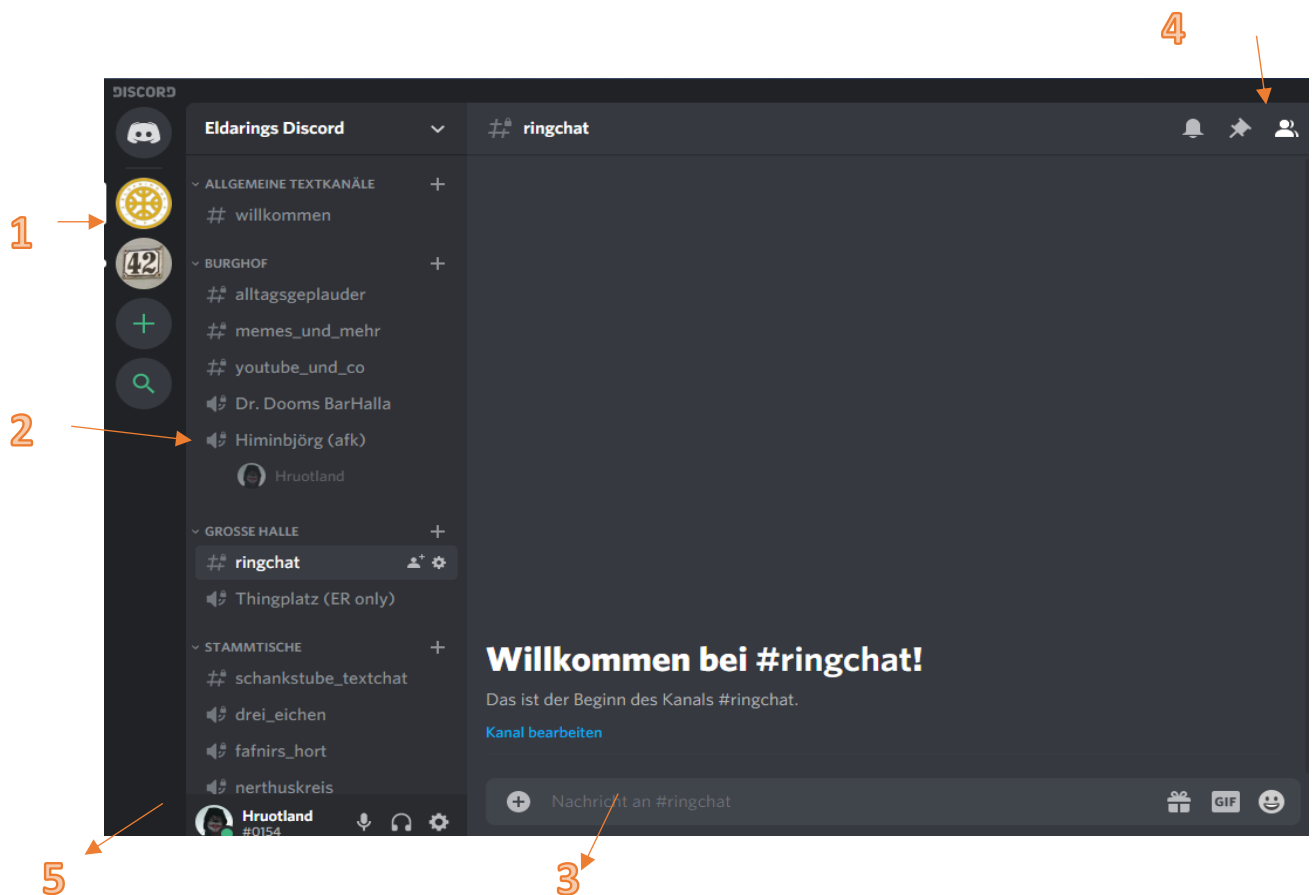 4
DISCORD
Eldarings Discord
ringchat
ALLGEMEINE TEXTKANÄLE
willkommen
1
42
BURGHOF
alltagsgeplauder
memes_und_mehr
youtube_und_co
Dr. Dooms BarHalla
2
Himinbjörg (afk)
Hruotland
GROSSE HALLE
ringchat
Thingplatz (ER only)
STAMMTISCHE
schankstube_textchat
drei_eichen
fafnirs_hort
nerthuskreis
Hruotland
#0154
Willkommen bei #ringchat!
Das ist der Beginn des Kanals #ringchat.
Kanal bearbeiten
Nachricht an #ringchat
GIF
5
3